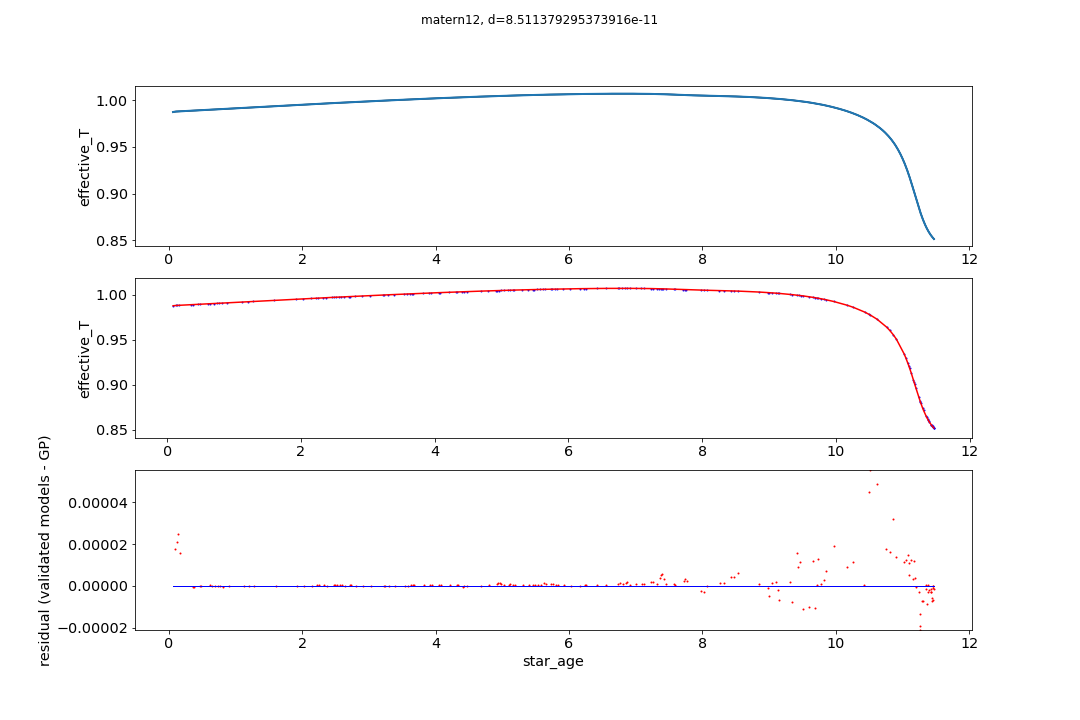 matern12, d=8.511379295373916e-11
effective_T
1.00
0.95
0.90
0.85
0 2 4 6 8 10 12
effective_T
1.00
0.95
0.90
0.85
0 2 4 6 8 10 12
residual (validated models - GP)
0.00004
0.00002
0.00000
−0.00002
0 2 4 6 8 10 12
star_age